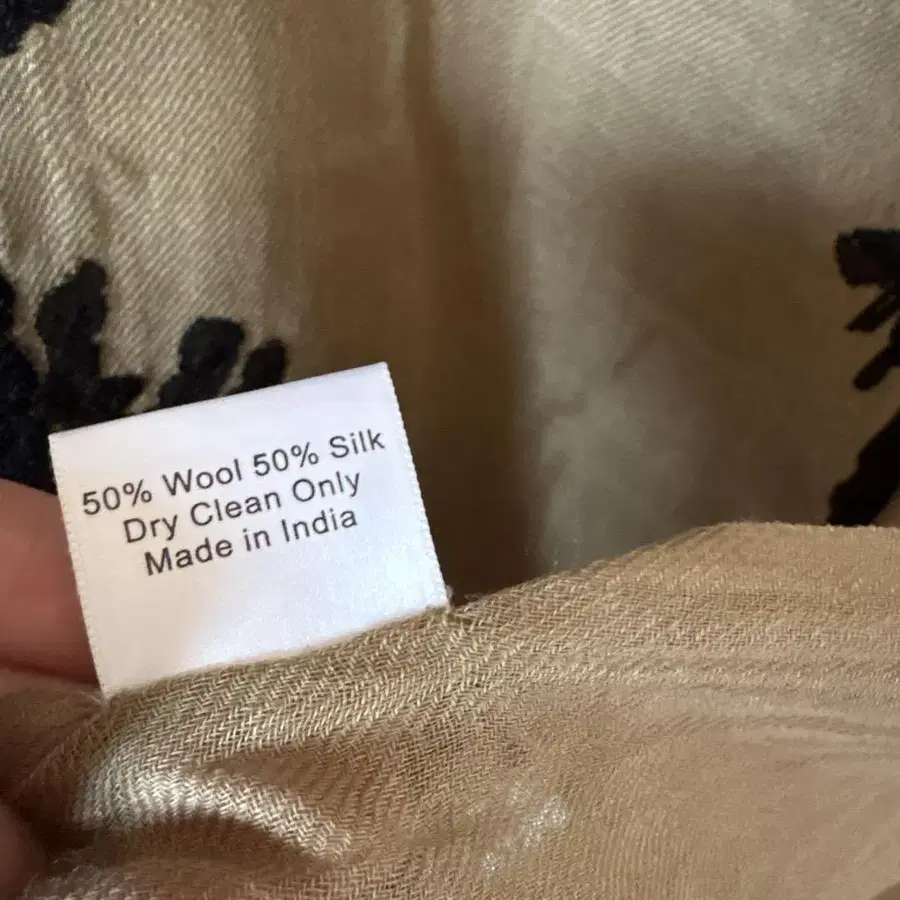 50% Wool 50% Silk
Dry Clean Only
Made in India